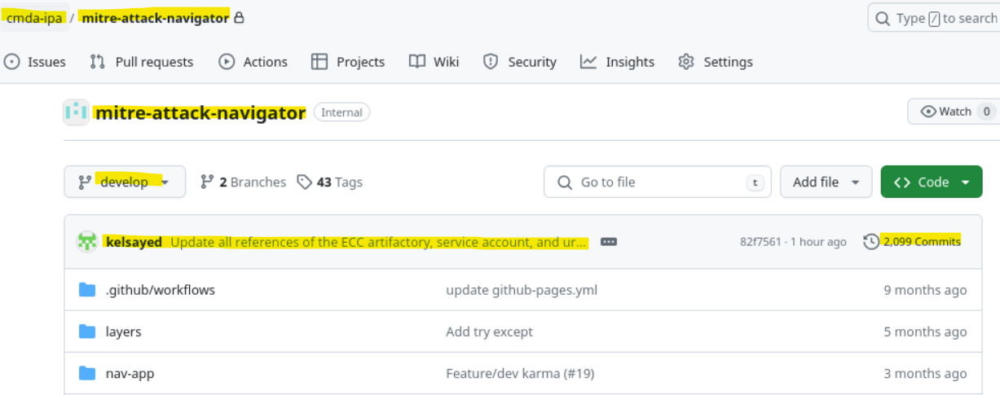 cmda-ipa / mitre-attack-navigator
Type / to search
Issues Pull requests Actions Projects Wiki Security Insights Settings
mitre-attack-navigator Internal
Watch 0
develop 2 Branches 43 Tags Go to file t Add file Code
kelsayed Update all references of the ECC artifactory, service account, and ur... 82f7561 · 1 hour ago 2,099 Commits
.github/workflows update github-pages.yml 9 months ago
layers Add try except 5 months ago
nav-app Feature/dev karma (#19) 3 months ago